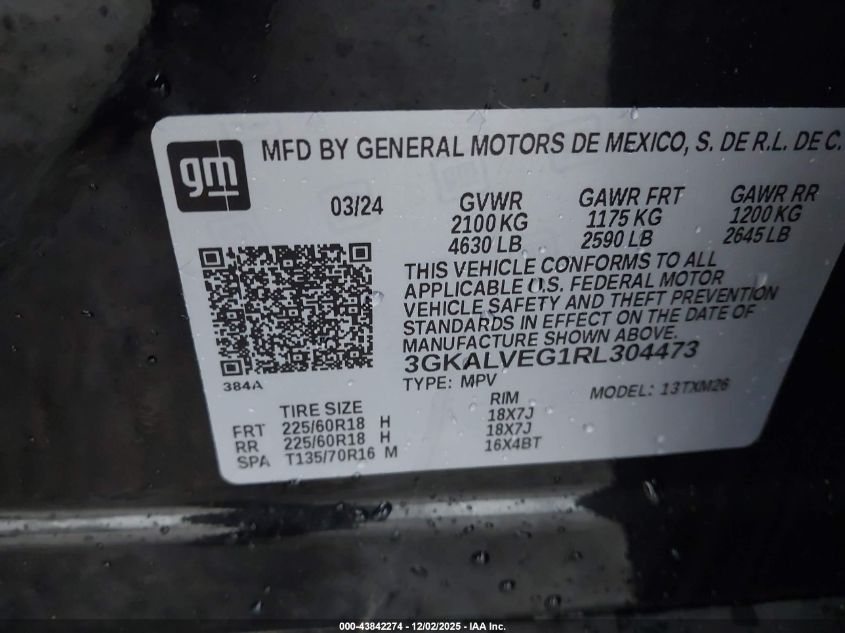 gm
MFD BY GENERAL MOTORS DE MEXICO, S. DE R.L. DE C.
03/24
GVWR GAWR FRT GAWR RR
2100 KG 1175 KG 1200 KG
4630 LB 2590 LB 2645 LB
THIS VEHICLE CONFORMS TO ALL
APPLICABLE U.S. FEDERAL MOTOR
VEHICLE SAFETY AND THEFT PREVENTION
STANDARDS IN EFFECT ON THE DATE OF
MANUFACTURE SHOWN ABOVE.
3GKALVEG1RL304473
384A
TYPE: MPV MODEL: 13TXM26
TIRE SIZE RIM
FRT 225/60R18 H 18X7J
RR 225/60R18 H 18X7J
SPA T135/70R16 M 16X4BT
000-43842274 - 12/02/2025 - IAA Inc.